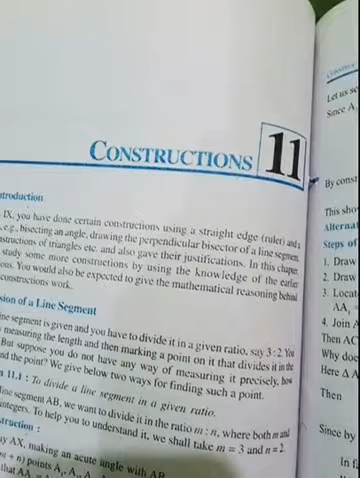 CONSTRUCTIONS 11
troduction
IX, you have done certain constructions using a straight edge (ruler) and a
e.g., bisecting an angle, drawing the perpendicular bisector of a line segment,
structions of triangles etc. and also gave their justifications. In this chapter,
study some more constructions by using the knowledge of the earlier
ons. You would also be expected to give the mathematical reasoning behind
constructions work.
sion of a Line Segment
ne segment is given and you have to divide it in a given ratio, say 3 : 2. You
measuring the length and then marking a point on it that divides it in the
But suppose you do not have any way of measuring it precisely, how
nd the point? We give below two ways for finding such a point.
n 11.1 : To divide a line segment in a given ratio.
line segment AB, we want to divide it in the ratio m : n, where both m and
integers. To help you to understand it, we shall take m = 3 and n = 2.
struction :
ay AX, making an acute angle with AB.
m + n) points A
that AA
Let us se
Since A
By const
This sho
Alternat
Steps of
1. Draw
2. Draw
3. Locat
AA
4. Join A
Then AC
Why doe
Here Δ A
Then
Since by
In f